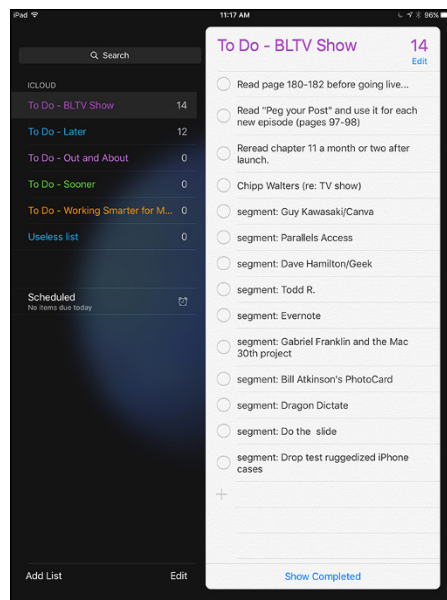 iPad
11:17 AM
96%
Search
ICLOUD
To Do - BLTV Show 14
To Do - Later 12
To Do - Out and About 0
To Do - Sooner 0
To Do - Working Smarter for M... 0
Useless list 0
Scheduled
No items due today
Add List
Edit
To Do - BLTV Show 14
Edit
Read page 180-182 before going live...
Read "Peg your Post" and use it for each
new episode (pages 97-98)
Reread chapter 11 a month or two after
launch.
Chipp Walters (re: TV show)
segment: Guy Kawasaki/Canva
segment: Parallels Access
segment: Dave Hamilton/Geek
segment: Todd R.
segment: Evernote
segment: Gabriel Franklin and the Mac
30th project
segment: Bill Atkinson's PhotoCard
segment: Dragon Dictate
segment: Do the slide
segment: Drop test ruggedized iPhone
cases
Show Completed